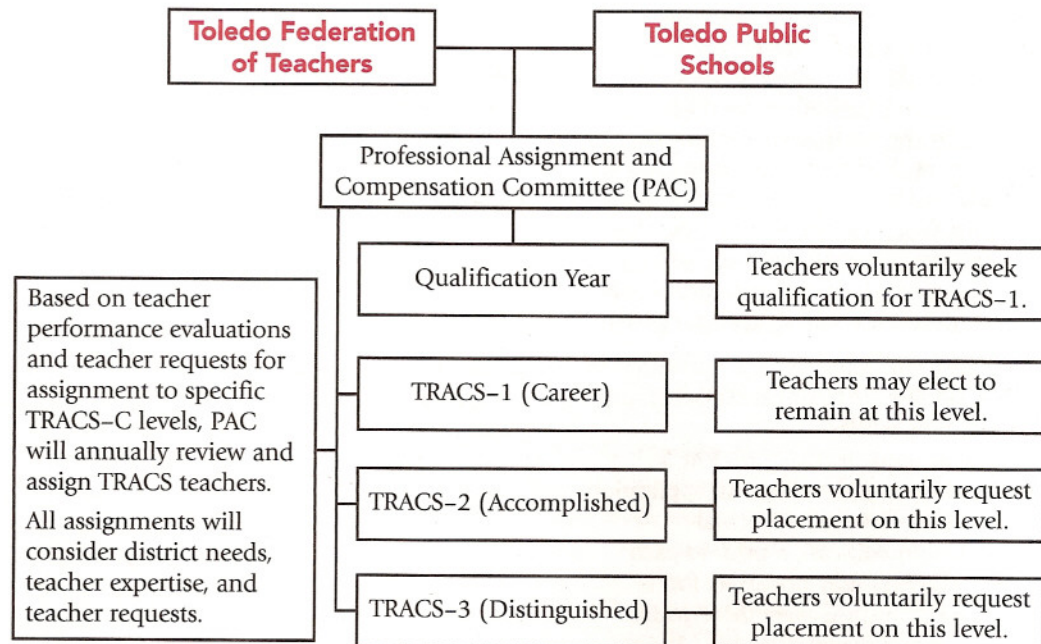 Toledo Federation
of Teachers
Toledo Public
Schools
Professional Assignment and
Compensation Committee (PAC)
Qualification Year
Teachers voluntarily seek
qualification for TRACS–1.
Based on teacher
performance evaluations
and teacher requests for
assignment to specific
TRACS–C levels, PAC
will annually review and
assign TRACS teachers.
All assignments will
consider district needs,
teacher expertise, and
teacher requests.
TRACS–1 (Career)
Teachers may elect to
remain at this level.
TRACS–2 (Accomplished)
Teachers voluntarily request
placement on this level.
TRACS–3 (Distinguished)
Teachers voluntarily request
placement on this level.